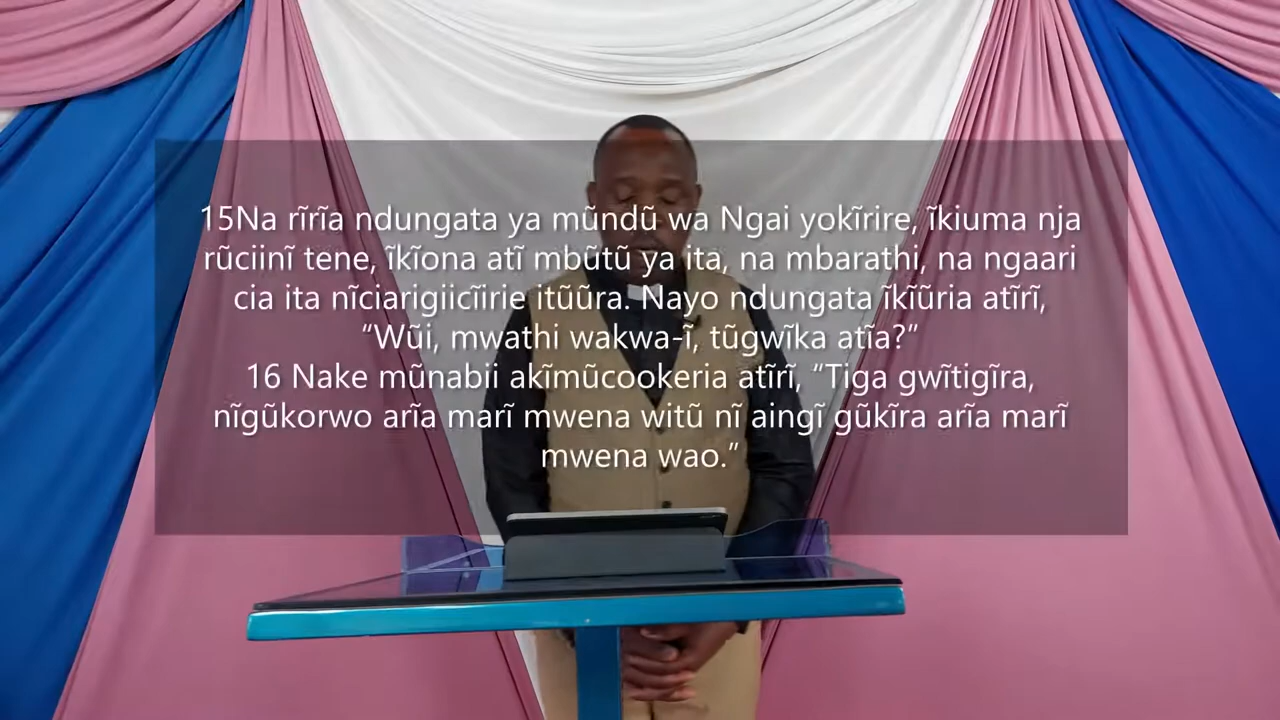 15Na rĩrĩa ndungata ya mũndũ wa Ngai yokĩrire, ĩkiuma nja
rũciinĩ tene, ĩkĩona atĩ mbũtũ ya ita, na mbarathi, na ngaari
cia ita nĩciarigiicĩirie itũũra. Nayo ndungata ĩkĩũria atĩrĩ,
“Wũi, mwathi wakwa-ĩ, tũgwĩka atĩa?”
16 Nake mũnabii akĩmũcookeria atĩrĩ, “Tiga gwĩtigĩra,
nĩgũkorwo arĩa marĩ mwena witũ nĩ aingĩ gũkĩra arĩa marĩ
mwena wao.”